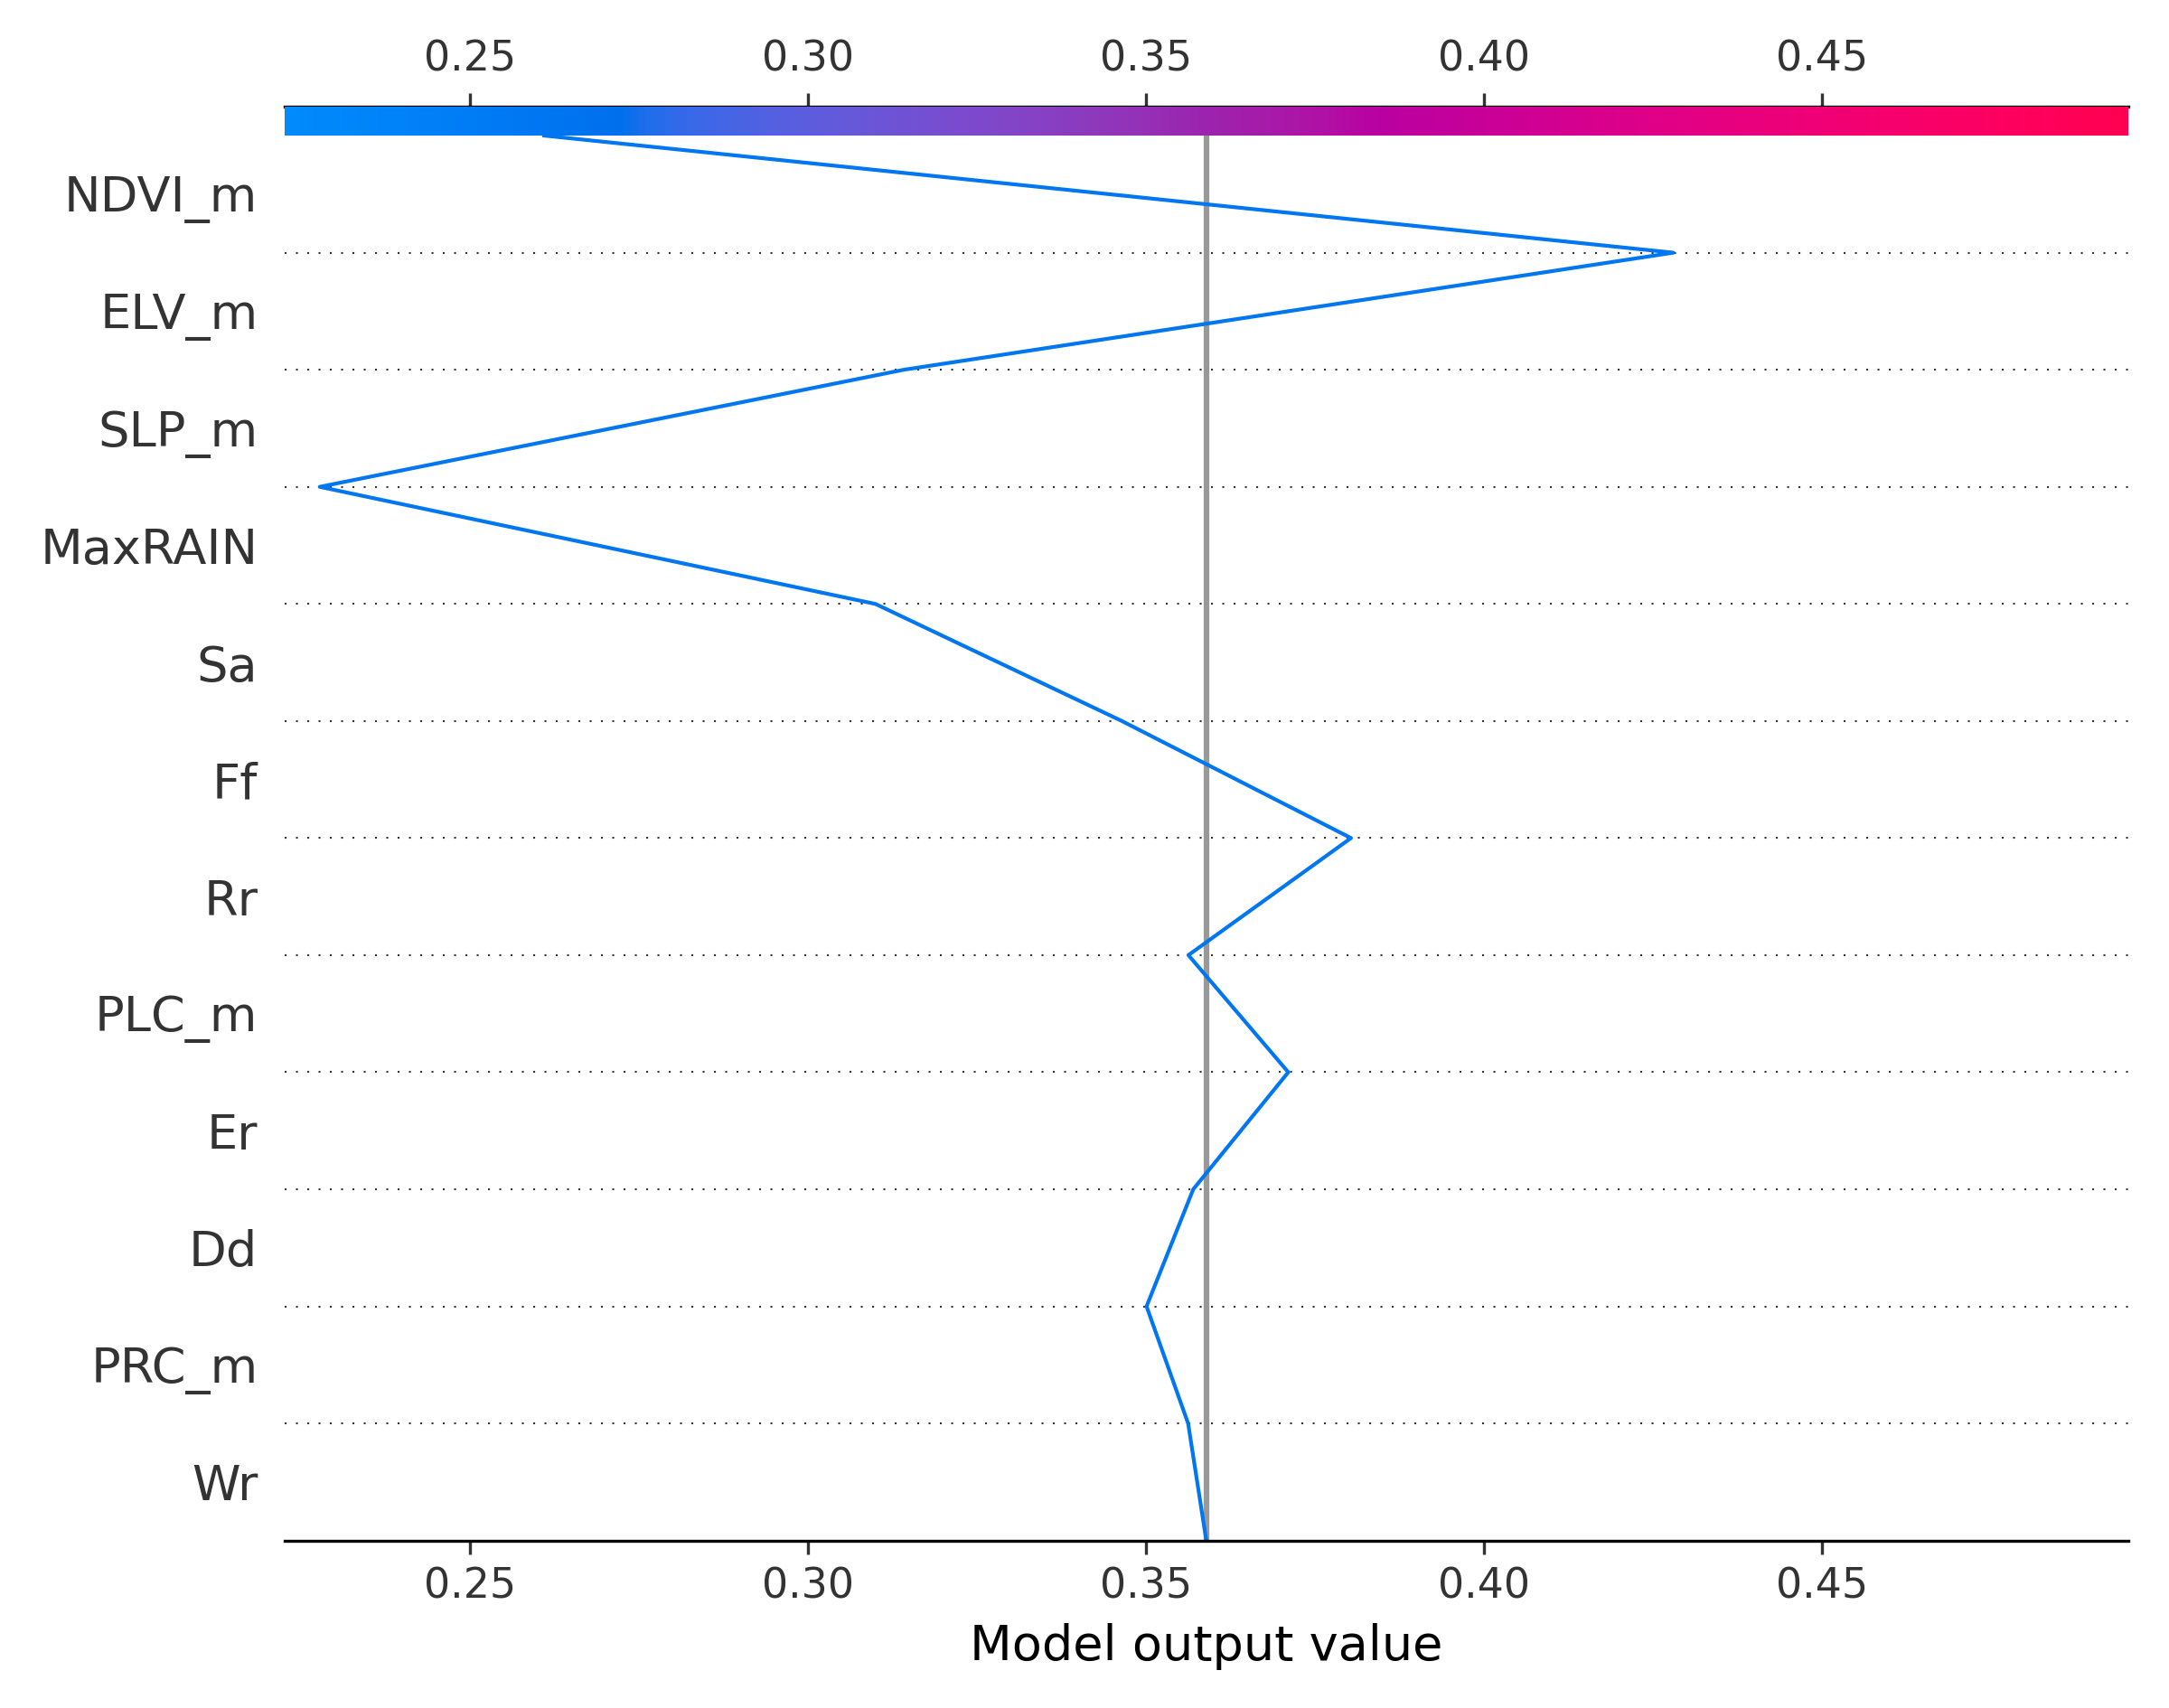 0.25 0.30 0.35 0.40 0.45
NDVI_m
ELV_m
SLP_m
MaxRAIN
Sa
Ff
Rr
PLC_m
Er
Dd
PRC_m
Wr
0.25 0.30 0.35 0.40 0.45
Model output value